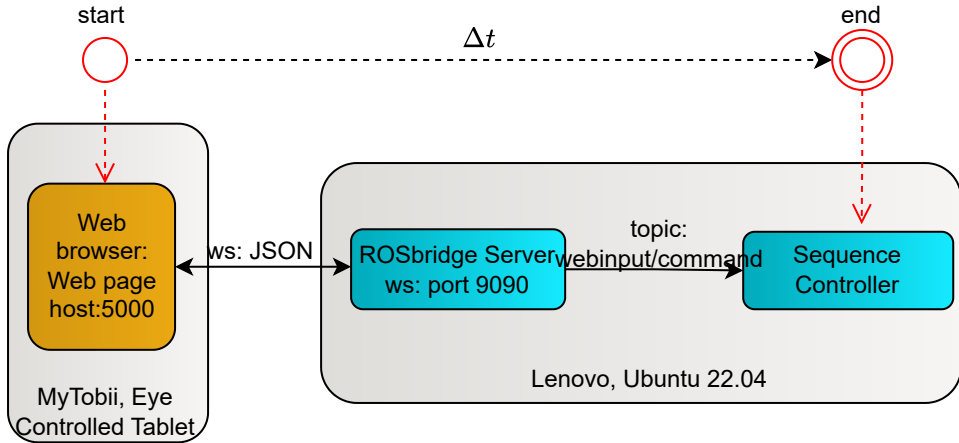 start
end
Δt
Web
browser:
Web page
host:5000
ws: JSON
ROSbridge Server
ws: port 9090
topic:
webinput/command
Sequence
Controller
MyTobii, Eye
Controlled Tablet
Lenovo, Ubuntu 22.04